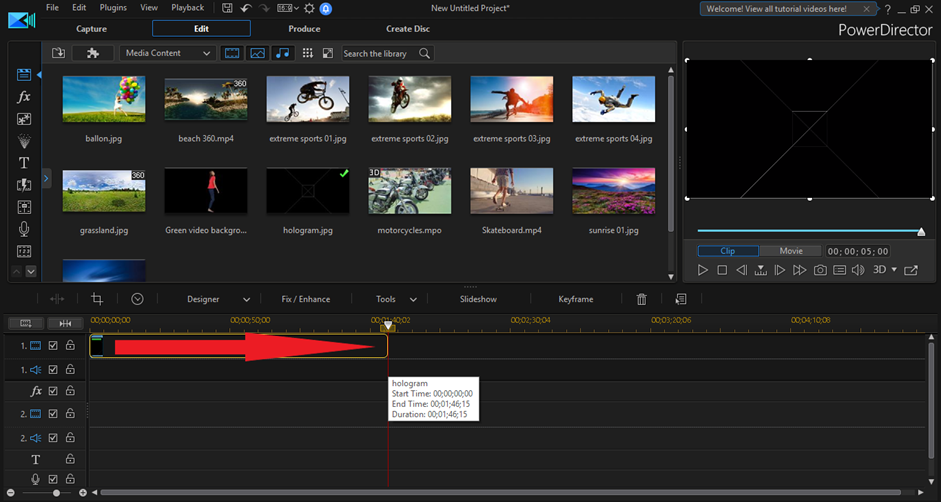 File Edit Plugins View Playback
16:9
New Untitled Project*
Welcome! View all tutorial videos here!
Capture Edit Produce Create Disc
PowerDirector
Media Content Search the library
360
ballon.jpg beach 360.mp4 extreme sports 01.jpg extreme sports 02.jpg extreme sports 03.jpg extreme sports 04.jpg
360 3D
grassland.jpg Green video backgro... hologram.jpg motorcycles.mpo Skateboard.mp4 sunrise 01.jpg
fx
T
Clip Movie 00; 00; 05; 00
3D
Designer Fix / Enhance Tools Slideshow Keyframe
00;00;00;00 00;00;50;00 00;01;40;02 00;02;30;04 00;03;20;06 00;04;10;08
1.
1.
fx
2.
2.
T
hologram
Start Time: 00;00;00;00
End Time: 00;01;46;15
Duration: 00;01;46;15